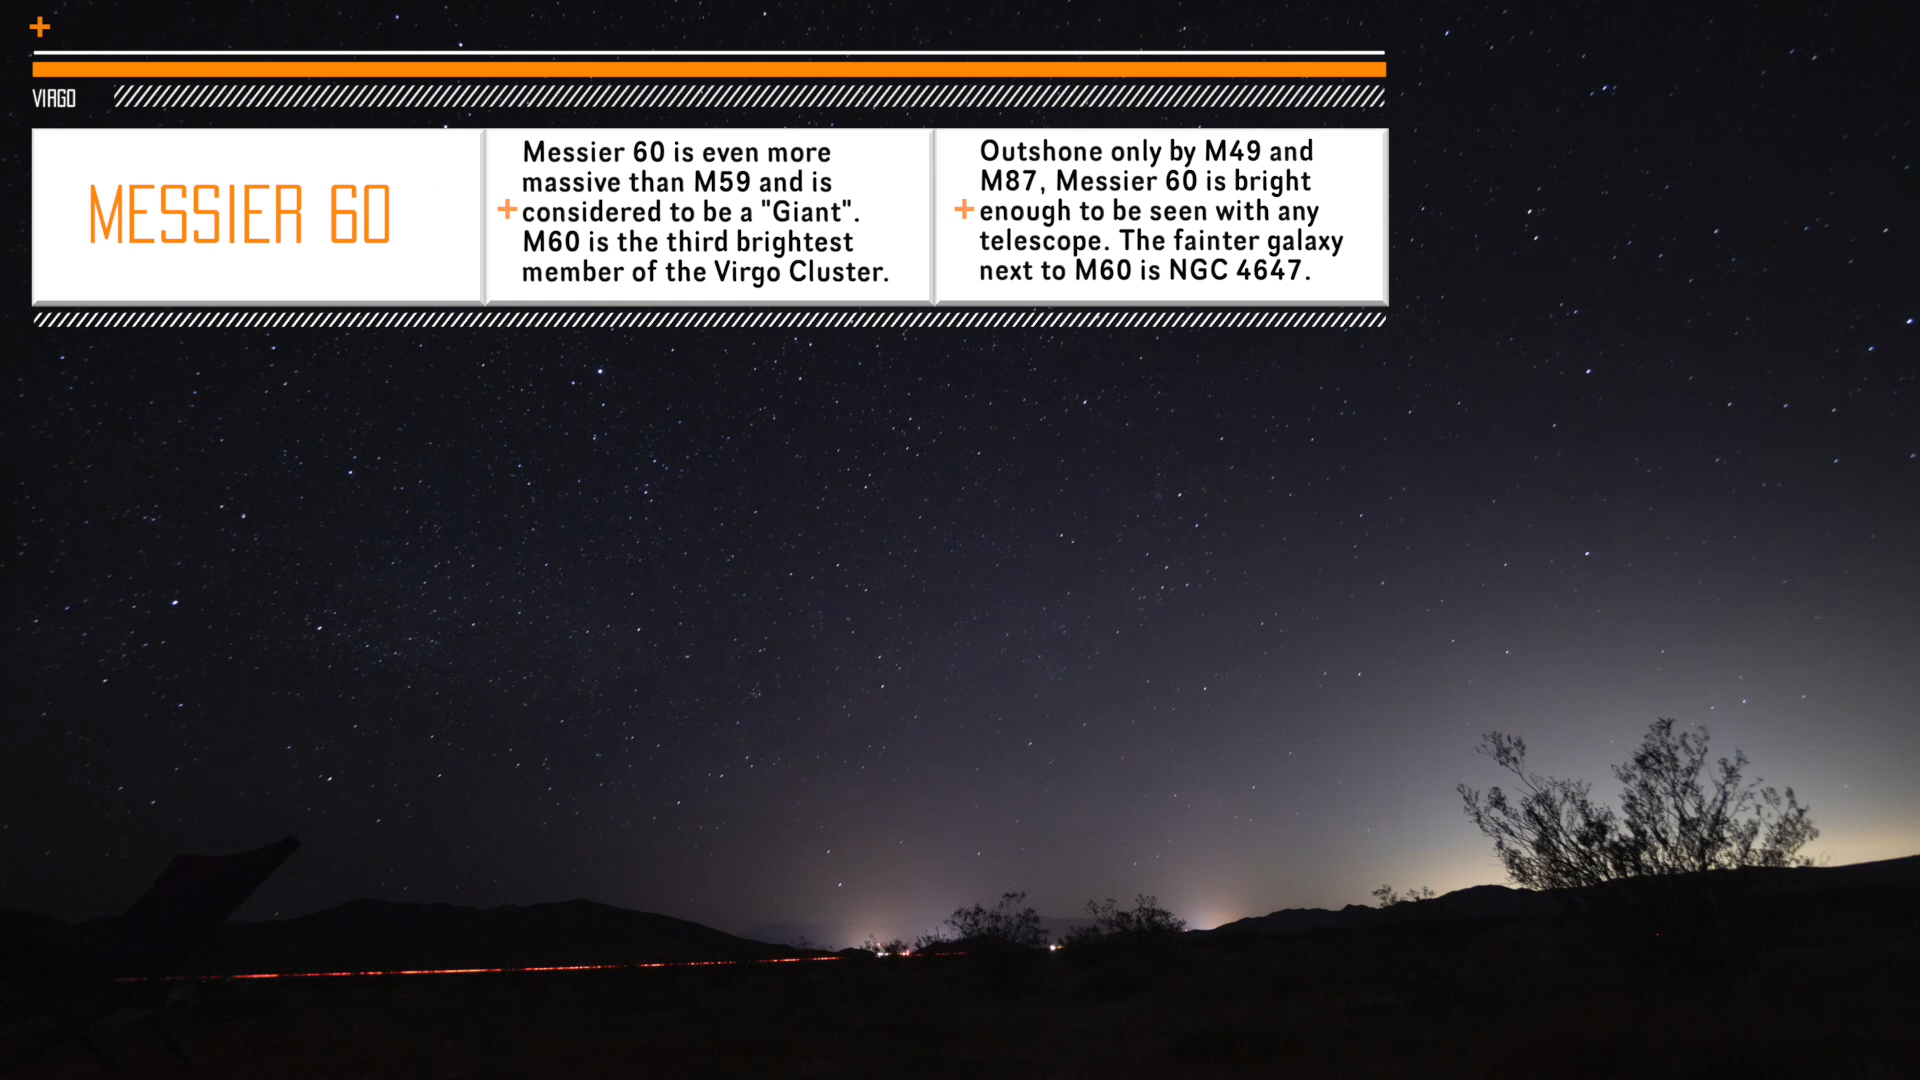 VIRGO
MESSIER 60
Messier 60 is even more
massive than M59 and is
considered to be a "Giant".
M60 is the third brightest
member of the Virgo Cluster.
Outshone only by M49 and
M87, Messier 60 is bright
enough to be seen with any
telescope. The fainter galaxy
next to M60 is NGC 4647.